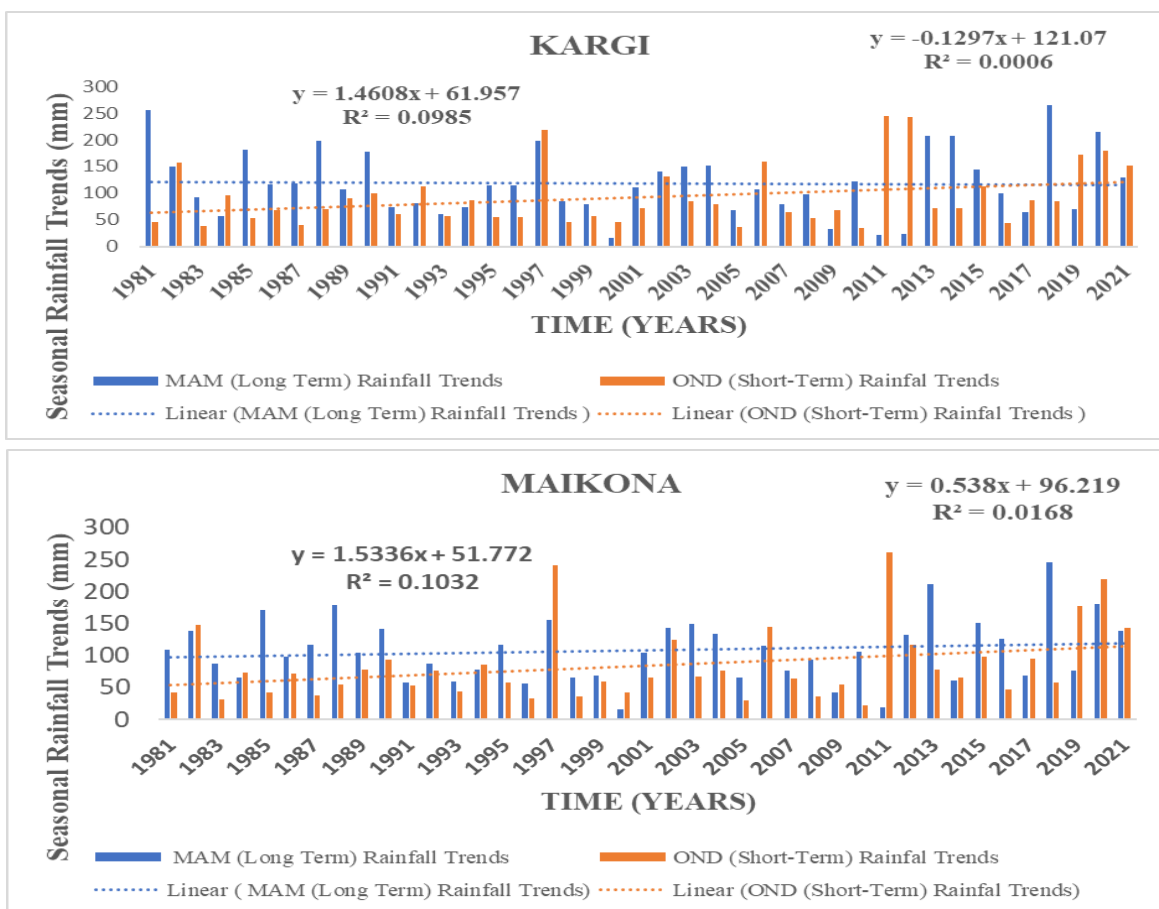 KARGI
y = -0.1297x + 121.07
R² = 0.0006
y = 1.4608x + 61.957
R² = 0.0985
Seasonal Rainfall Trends (mm)
300
250
200
150
100
50
0
1981 1983 1985 1987 1989 1991 1993 1995 1997 1999 2001 2003 2005 2007 2009 2011 2013 2015 2017 2019 2021
TIME (YEARS)
MAM (Long Term) Rainfall Trends OND (Short-Term) Rainfal Trends
Linear (MAM (Long Term) Rainfall Trends ) Linear (OND (Short-Term) Rainfal Trends )
MAIKONA
y = 0.538x + 96.219
R² = 0.0168
y = 1.5336x + 51.772
R² = 0.1032
Seasonal Rainfall Trends (mm)
300
250
200
150
100
50
0
1981 1983 1985 1987 1989 1991 1993 1995 1997 1999 2001 2003 2005 2007 2009 2011 2013 2015 2017 2019 2021
TIME (YEARS)
MAM (Long Term) Rainfall Trends OND (Short-Term) Rainfal Trends
Linear ( MAM (Long Term) Rainfall Trends) Linear (OND (Short-Term) Rainfal Trends)